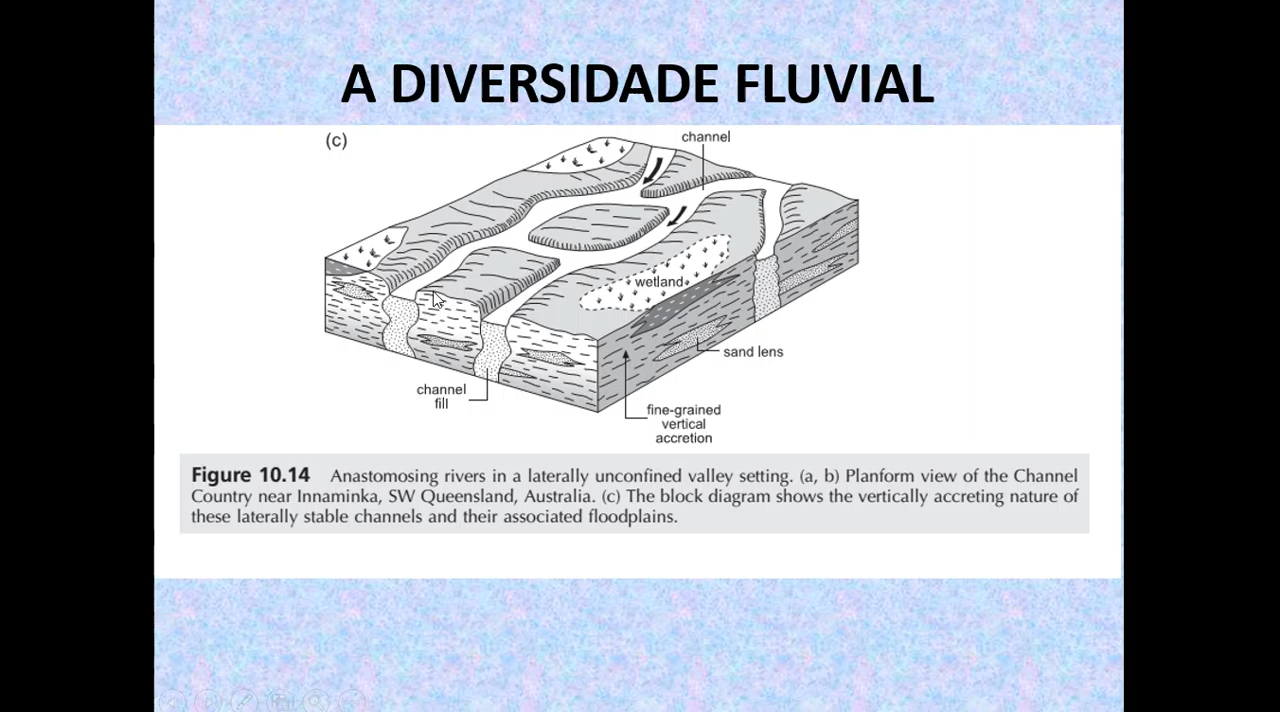 A DIVERSIDADE FLUVIAL
(c)
channel
wetland
sand lens
channel
fill
fine-grained
vertical
accretion
Figure 10.14 Anastomosing rivers in a laterally unconfined valley setting. (a, b) Planform view of the Channel
Country near Innaminka, SW Queensland, Australia. (c) The block diagram shows the vertically accreting nature of
these laterally stable channels and their associated floodplains.